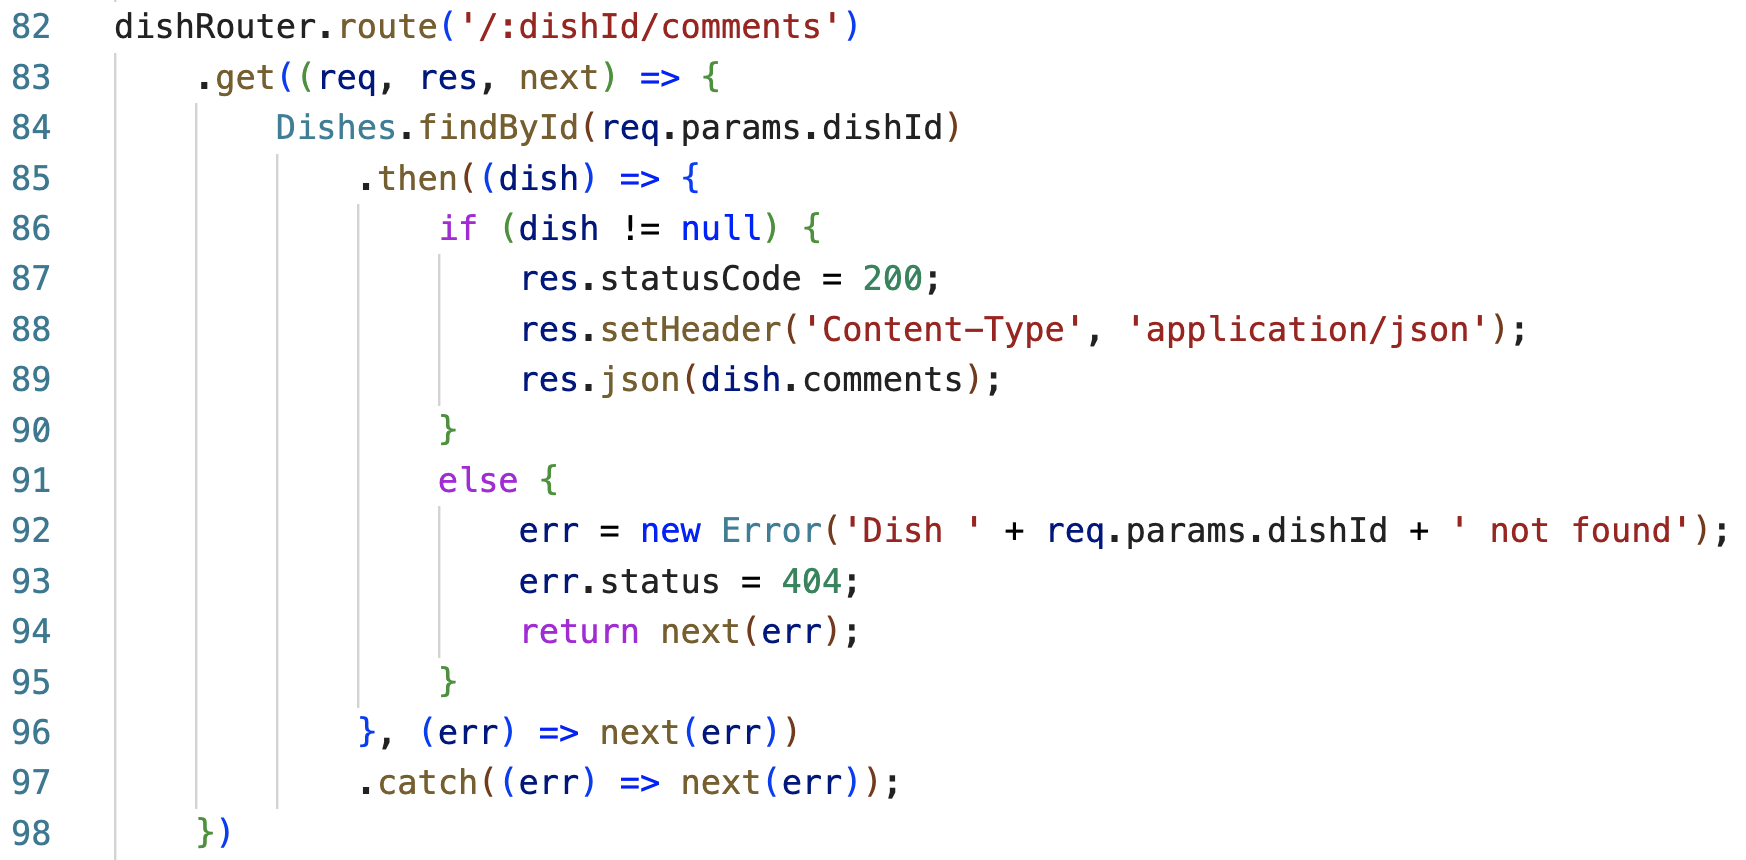 82 dishRouter.route('/:dishId/comments')
83 .get((req, res, next) => {
84 Dishes.findById(req.params.dishId)
85 .then((dish) => {
86 if (dish != null) {
87 res.statusCode = 200;
88 res.setHeader('Content-Type', 'application/json');
89 res.json(dish.comments);
90 }
91 else {
92 err = new Error('Dish ' + req.params.dishId + ' not found');
93 err.status = 404;
94 return next(err);
95 }
96 }, (err) => next(err))
97 .catch((err) => next(err));
98 })